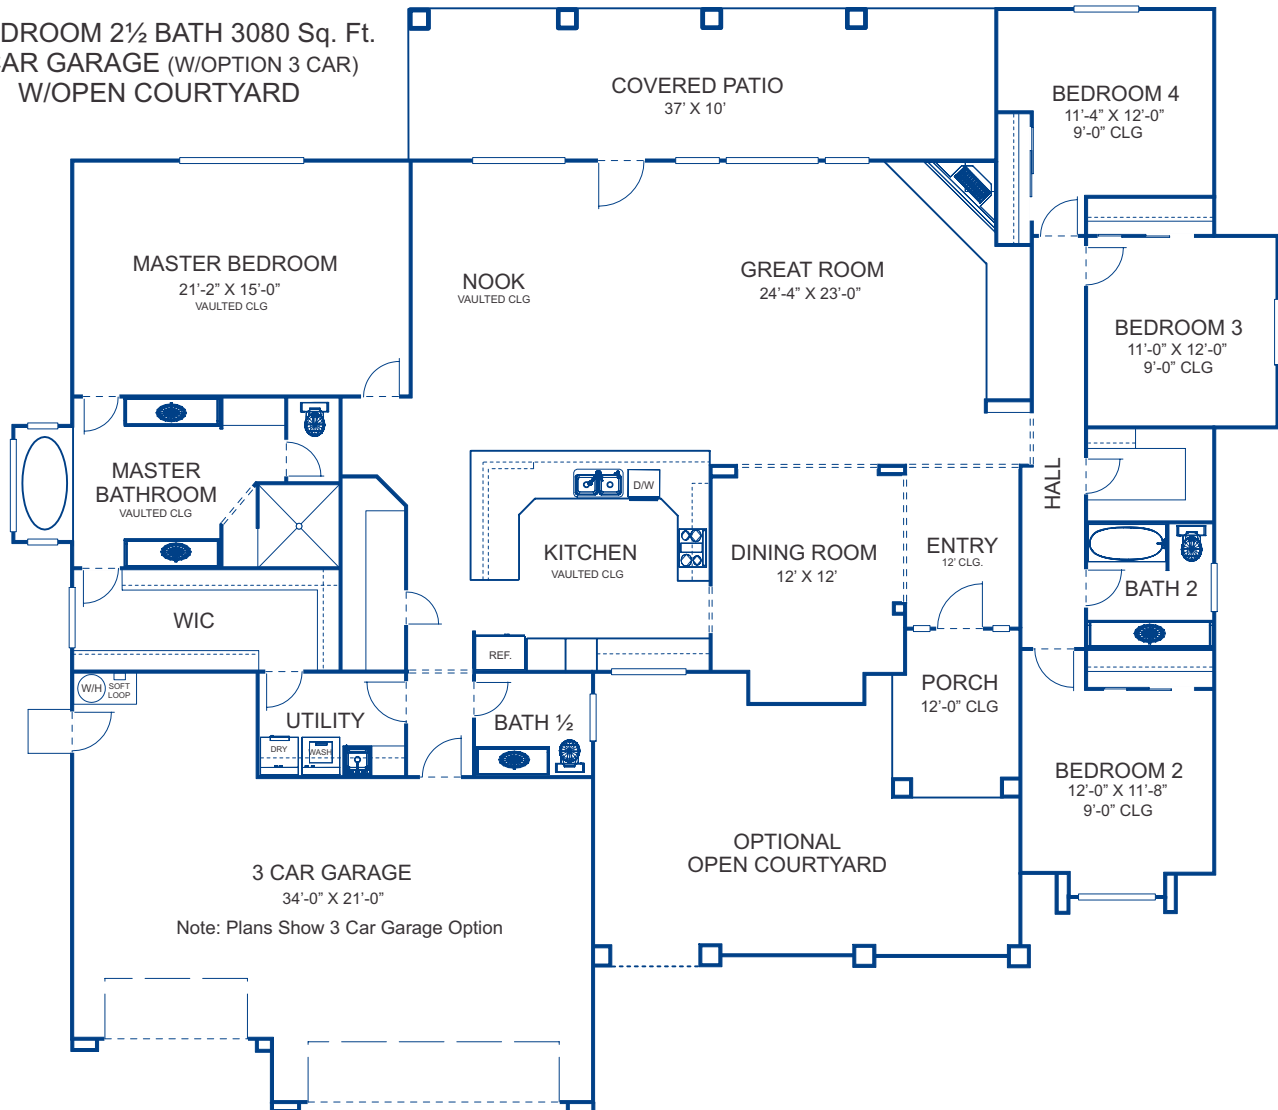 DROOM 2½ BATH 3080 Sq. Ft.
CAR GARAGE (W/OPTION 3 CAR)
W/OPEN COURTYARD
COVERED PATIO
37’ X 10’
BEDROOM 4
11’-4” X 12’-0”
9’-0” CLG
MASTER BEDROOM
21’-2” X 15’-0”
VAULTED CLG
NOOK
VAULTED CLG
GREAT ROOM
24’-4” X 23’-0”
BEDROOM 3
11’-0” X 12’-0”
9’-0” CLG
MASTER
BATHROOM
VAULTED CLG
D/W
HALL
KITCHEN
VAULTED CLG
DINING ROOM
12’ X 12’
ENTRY
12’ CLG.
BATH 2
WIC
REF.
W/H
SOFT
LOOP
UTILITY
DRY
WASH
BATH ½
PORCH
12’-0” CLG
BEDROOM 2
12’-0” X 11’-8”
9’-0” CLG
OPTIONAL
OPEN COURTYARD
3 CAR GARAGE
34’-0” X 21’-0”
Note: Plans Show 3 Car Garage Option